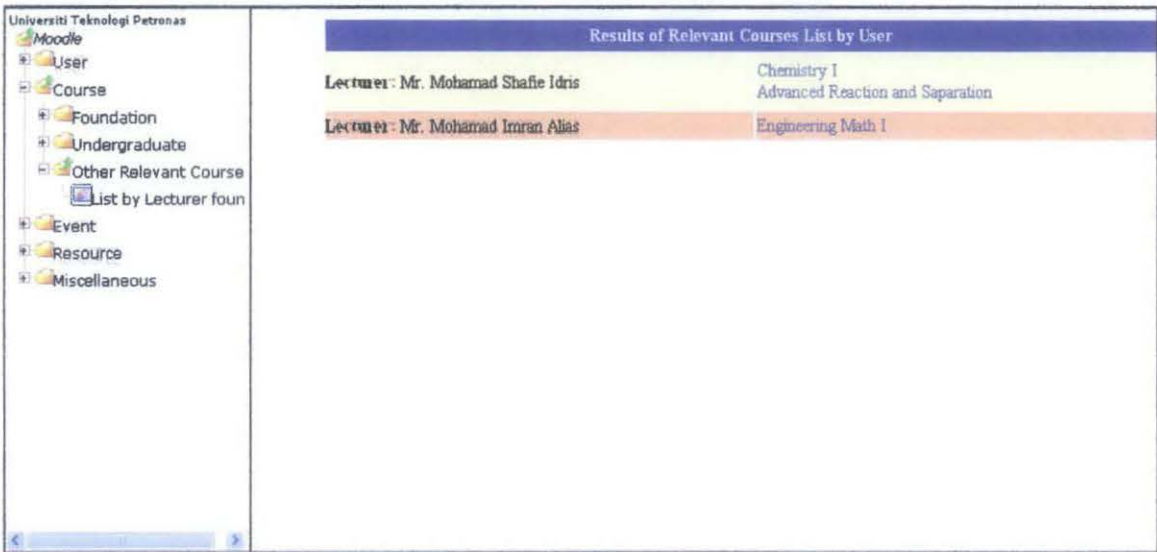 Universiti Teknologi Petronas
Moodle
User
Course
Foundation
Undergraduate
Other Relevant Course
List by Lecturer foun
Event
Resource
Miscellaneous
Results of Relevant Courses List by User
Lecturer : Mr. Mohamad Shafie Idris
Chemistry I
Advanced Reaction and Saparation
Lecturer : Mr. Mohamad Imran Alias
Engineering Math I